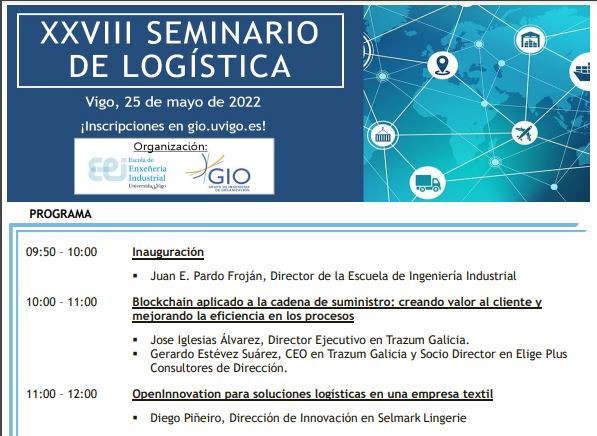 XXVIII SEMINARIO
DE LOGÍSTICA
Vigo, 25 de mayo de 2022
¡Inscripciones en gio.uvigo.es!
Organización:
eei
Escola de
Enxeñería
Industrial
Universida de Vigo
GIO
GRUPO DE INGENIERÍA
DE ORGANIZACIÓN
PROGRAMA
09:50 – 10:00 Inauguración
▪ Juan E. Pardo Froján, Director de la Escuela de Ingeniería Industrial
10:00 – 11:00 Blockchain aplicado a la cadena de suministro: creando valor al cliente y
mejorando la eficiencia en los procesos
▪ Jose Iglesias Álvarez, Director Ejecutivo en Trazum Galicia.
▪ Gerardo Estévez Suárez, CEO en Trazum Galicia y Socio Director en Elige Plus
Consultores de Dirección.
11:00 – 12:00 OpenInnovation para soluciones logísticas en una empresa textil
▪ Diego Piñeiro, Dirección de Innovación en Selmark Lingerie